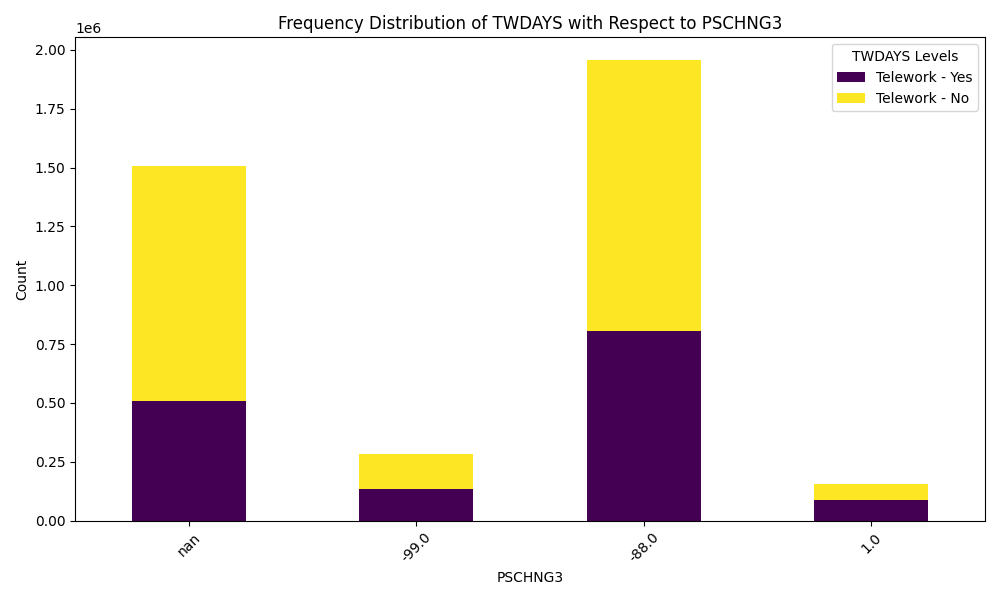 Frequency Distribution of TWDAYS with Respect to PSCHNG3
1e6
2.00
1.75
1.50
1.25
1.00
0.75
0.50
0.25
0.00
Count
TWDAYS Levels
Telework - Yes
Telework - No
nan
-99.0
-88.0
1.0
PSCHNG3